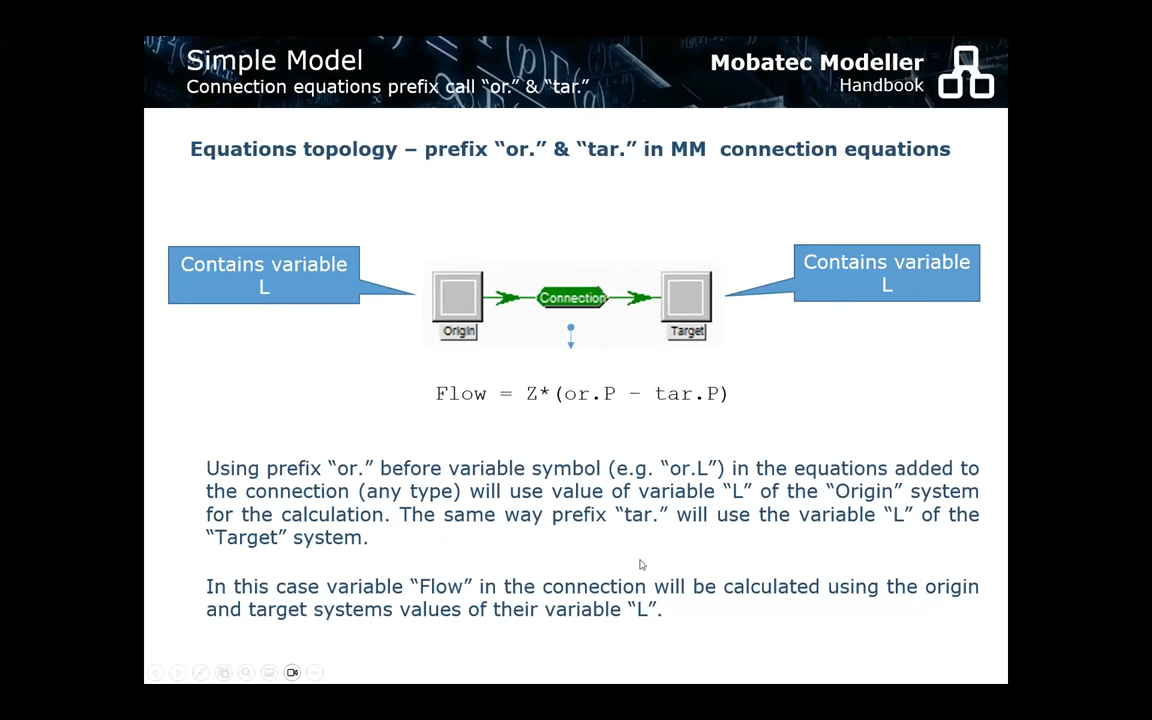 Simple Model
Connection equations prefix call “or.” & “tar.”
Mobatec Modeller
Handbook
Equations topology – prefix “or.” & “tar.” in MM connection equations
Contains variable
L
Contains variable
L
Connection
Origin
Target
Flow = Z*(or.P – tar.P)
Using prefix “or.” before variable symbol (e.g. “or.L”) in the equations added to
the connection (any type) will use value of variable “L” of the “Origin” system
for the calculation. The same way prefix “tar.” will use the variable “L” of the
“Target” system.
In this case variable “Flow” in the connection will be calculated using the origin
and target systems values of their variable “L”.